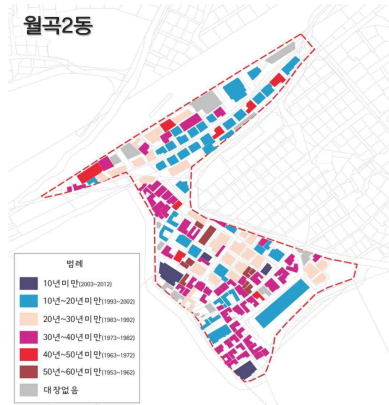 월곡2동
범례
10년미만(2003~2012)
10년~20년미만(1993~2002)
20년~30년미만(1983~1992)
30년~40년미만(1973~1982)
40년~50년미만(1963~1972)
50년~60년미만(1953~1962)
대장없음